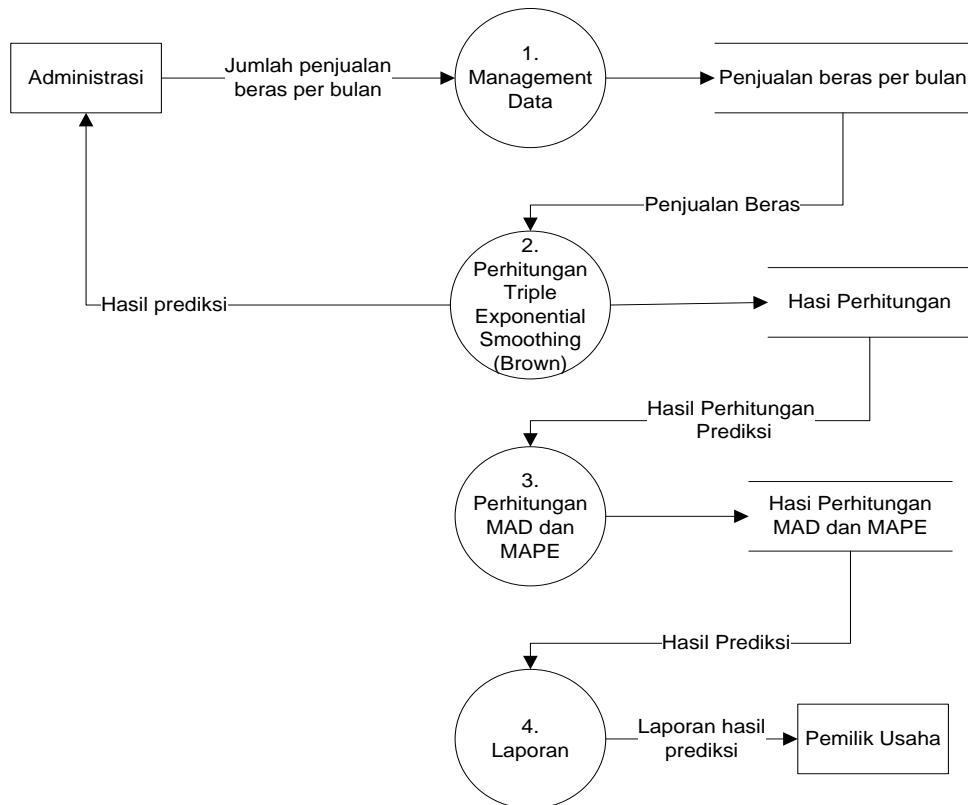 Administrasi
Jumlah penjualan
beras per bulan
1.
Management
Data
Penjualan beras per bulan
Penjualan Beras
2.
Perhitungan
Triple
Exponential
Smoothing
(Brown)
Hasil prediksi
Hasi Perhitungan
Hasil Perhitungan
Prediksi
3.
Perhitungan
MAD dan
MAPE
Hasi Perhitungan
MAD dan MAPE
Hasil Prediksi
4.
Laporan
Laporan hasil
prediksi
Pemilik Usaha